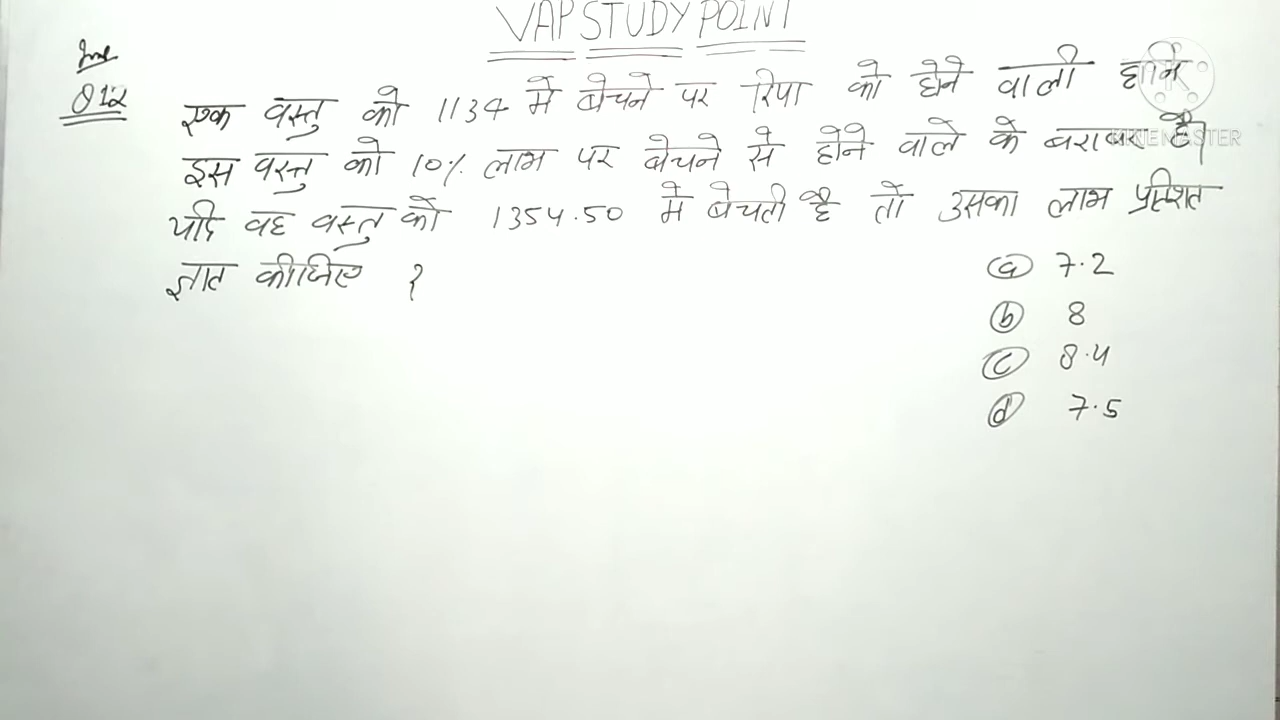 VAP STUDY POINT
Q12 एक वस्तु को 1134 में बेचने पर रिया को होने वाली हानि
इस वस्तु को 10% लाभ पर बेचने से होने वाले के बराबर है।
यदि वह वस्तु को 1354.50 मे बेचती है तो उसका लाभ प्रतिशत
ज्ञात कीजिए ?
(a) 7.2
(b) 8
(c) 8.4
(d) 7.5
KINEMASTER